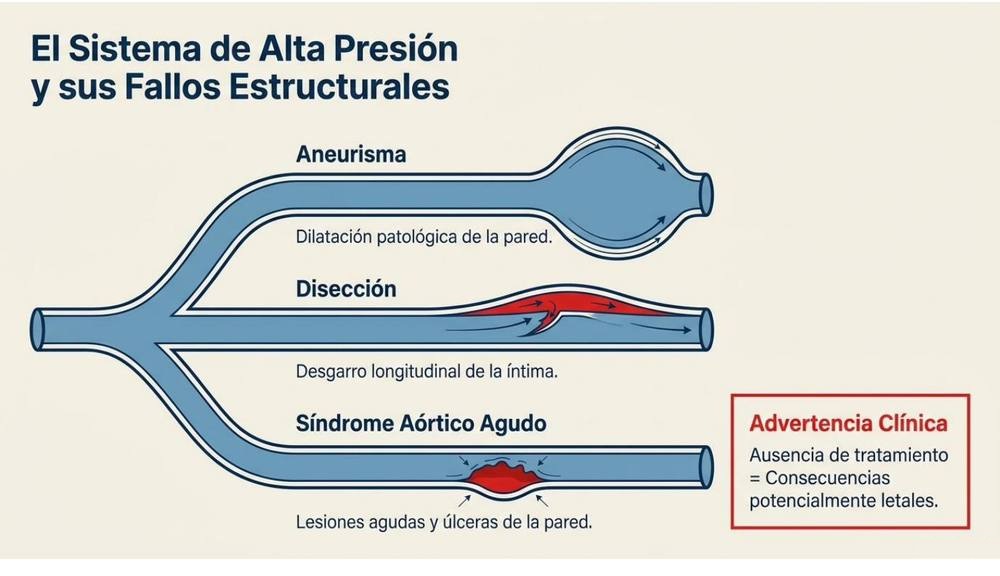 El Sistema de Alta Presión
y sus Fallos Estructurales
Aneurisma
Dilatación patológica de la pared.
Disección
Desgarro longitudinal de la íntima.
Síndrome Aórtico Agudo
Lesiones agudas y úlceras de la pared.
Advertencia Clínica
Ausencia de tratamiento
= Consecuencias
potencialmente letales.